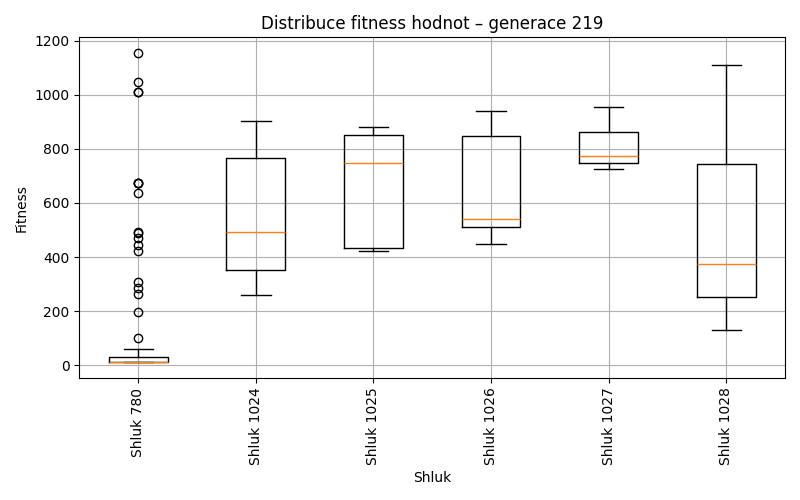 Distribuce fitness hodnot – generace 219
Fitness
1200
1000
800
600
400
200
0
Shluk 780
Shluk 1024
Shluk 1025
Shluk 1026
Shluk 1027
Shluk 1028
Shluk